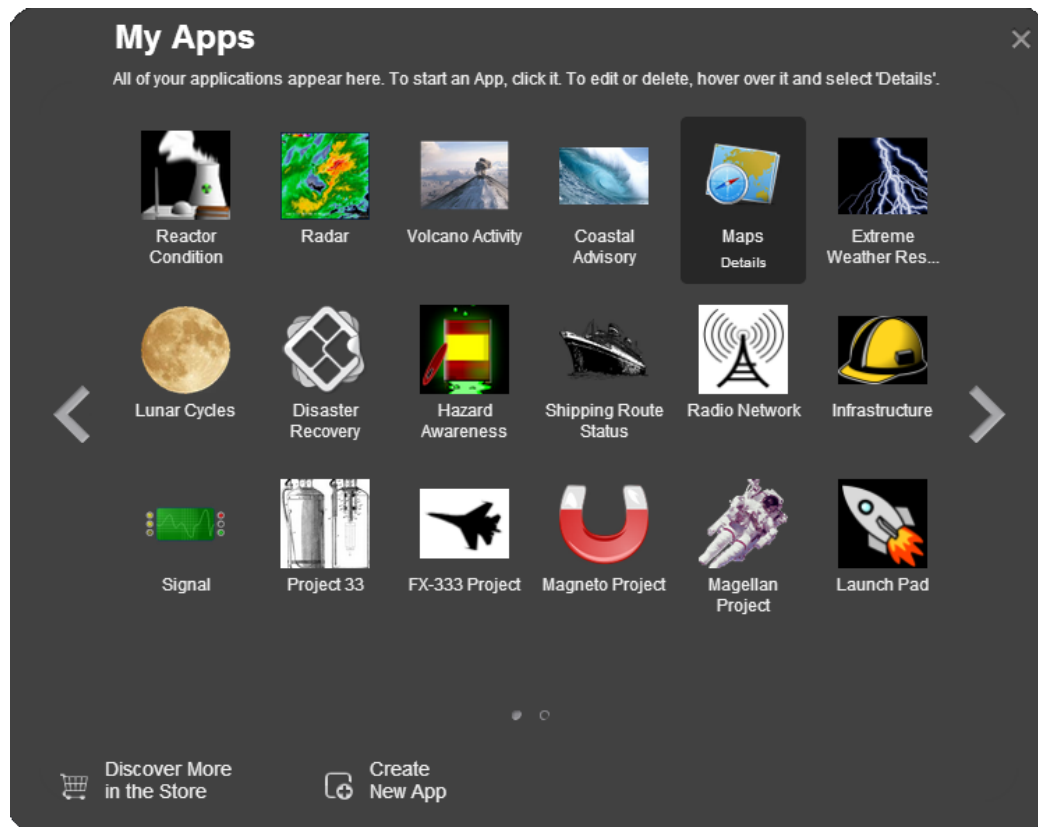 My Apps
All of your applications appear here. To start an App, click it. To edit or delete, hover over it and select 'Details'.
Reactor
Condition
Radar
Volcano Activity
Coastal
Advisory
Maps
Details
Extreme
Weather Res...
Lunar Cycles
Disaster
Recovery
Hazard
Awareness
Shipping Route
Status
Radio Network
Infrastructure
Signal
Project 33
FX-333 Project
Magneto Project
Magellan
Project
Launch Pad
Discover More
in the Store
Create
New App